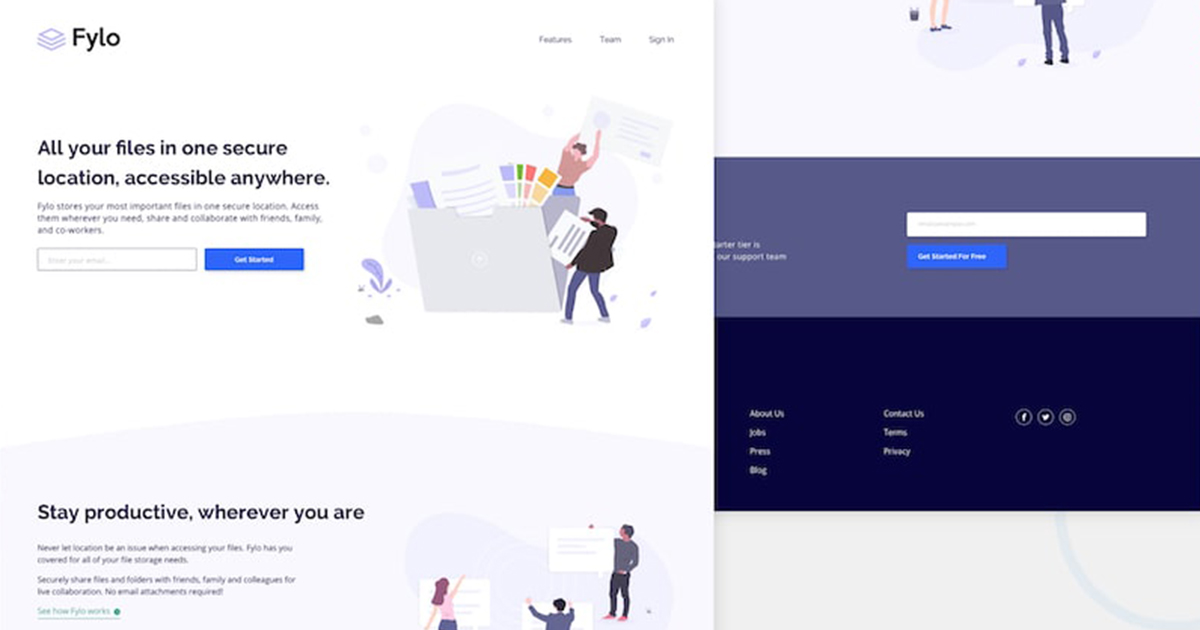 Fylo
Features
Team
Sign In
All your files in one secure
location, accessible anywhere.
Fylo stores your most important files in one secure location. Access
them wherever you need, share and collaborate with friends, family,
and co-workers.
Enter your email...
Get Started
Stay productive, wherever you are
Never let location be an issue when accessing your files. Fylo has you
covered for all of your file storage needs.
Securely share files and folders with friends, family and colleagues for
live collaboration. No email attachments required!
See how Fylo works
tarter tier is
our support team
Get Started For Free
About Us
Jobs
Press
Blog
Contact Us
Terms
Privacy